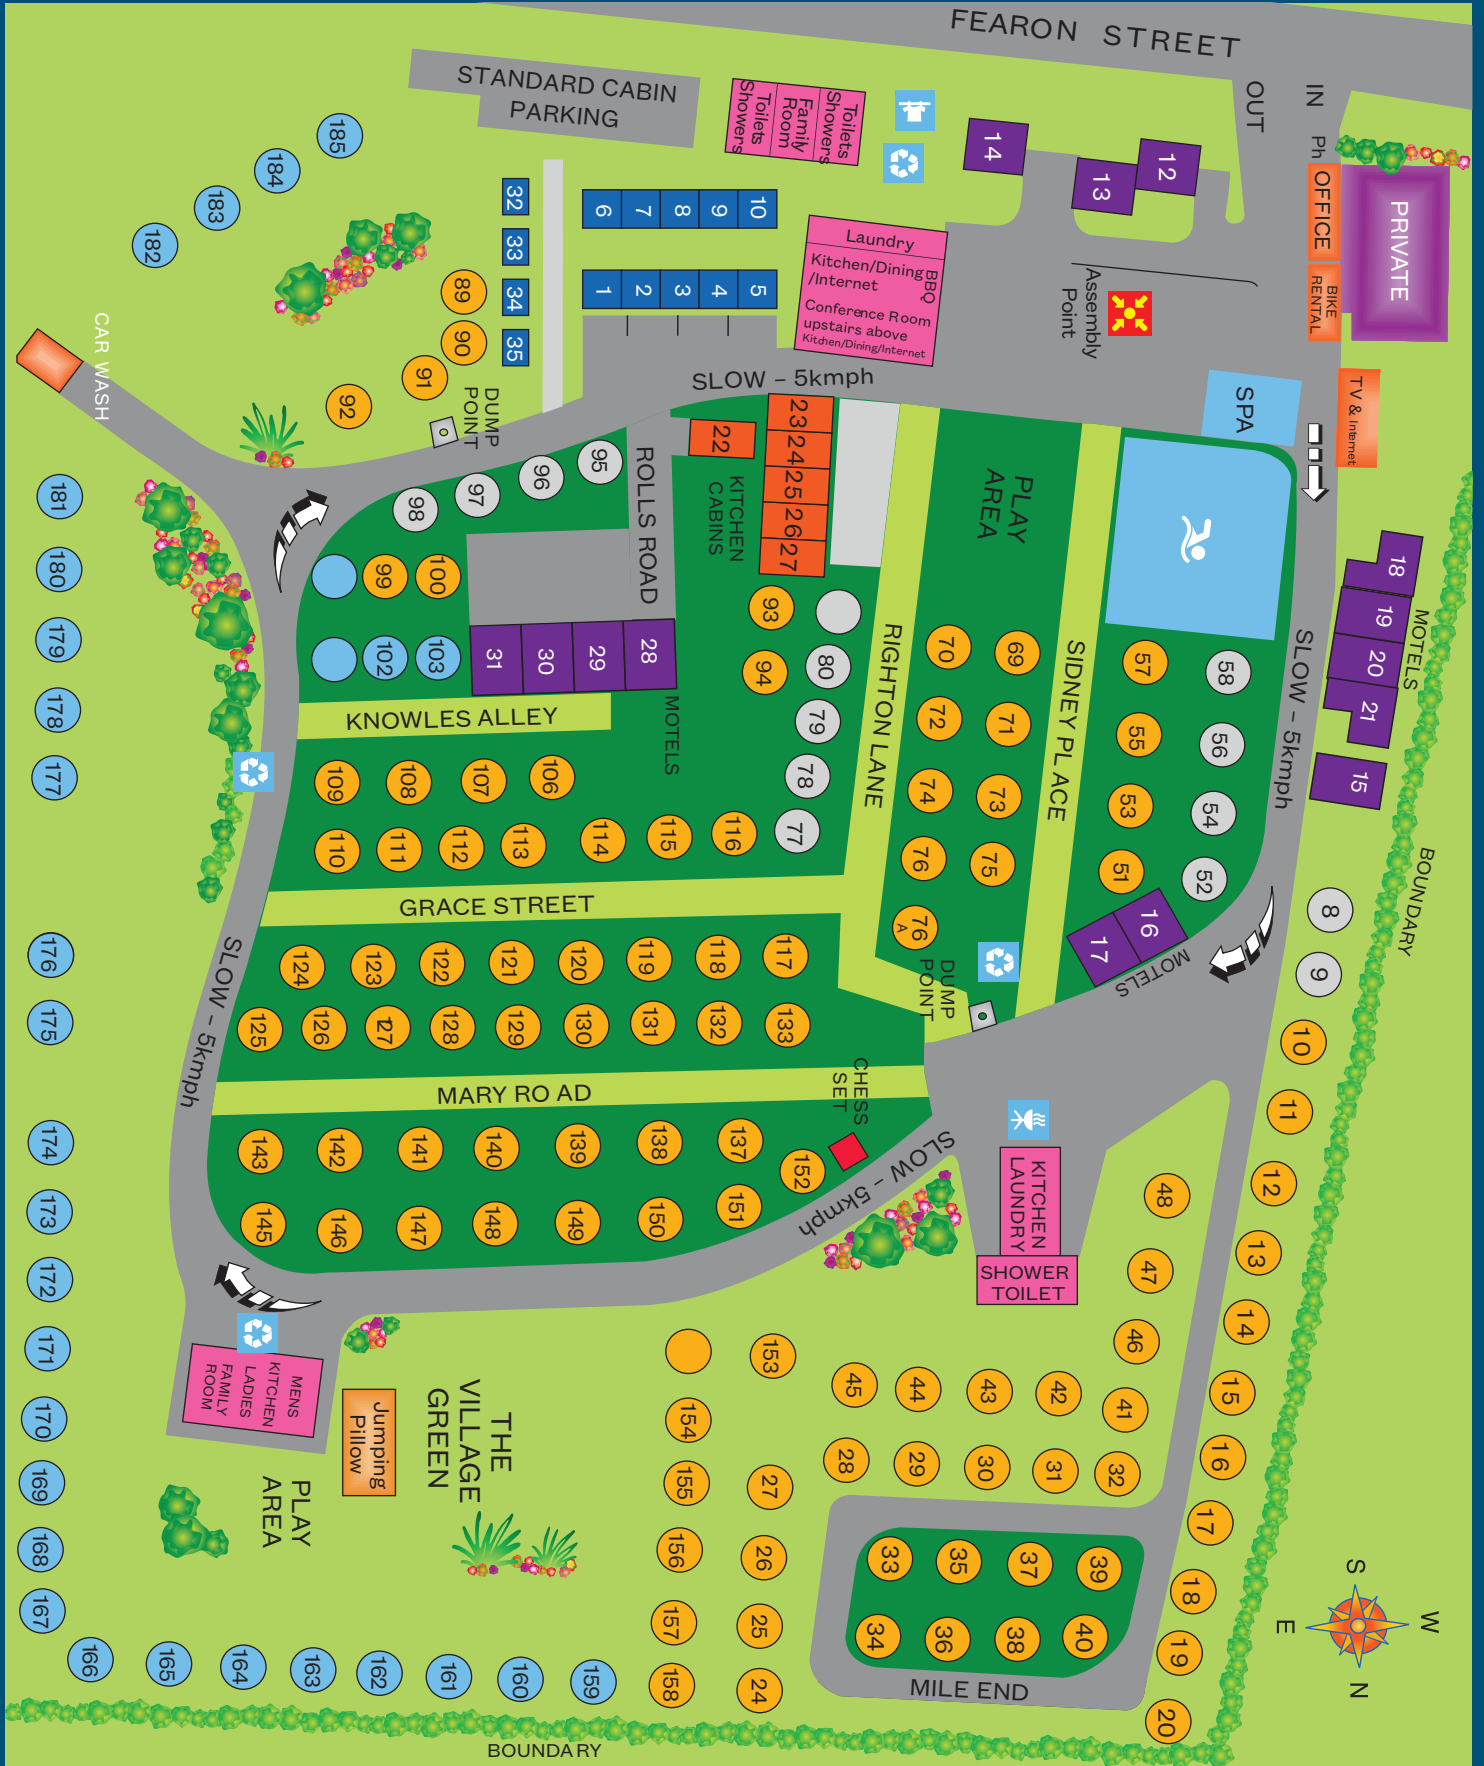 FEARON STREET
IN
OUT
STANDARD CABIN
PARKING
Toilets
Showers
Family
Room
Toilets
Showers
14
13
12
Ph
OFFICE
BIKE
RENTAL
PRIVATE
TV & Internet
185
184
183
182
32
33
34
35
6
7
8
9
10
1
2
3
4
5
Laundry
Kitchen/Dining
/Internet
BBQ
Conference Room
upstairs above
Kitchen/Dining/Internet
Assembly
Point
SPA
89
90
91
92
CAR WASH
DUMP
POINT
SLOW - 5kmph
22
23
24
25
26
27
KITCHEN
CABINS
ROLLS ROAD
95
96
97
98
PLAY
AREA
181
180
179
178
177
99
100
102
103
31
30
29
28
MOTELS
93
94
80
79
78
77
KNOWLES ALLEY
RIGHTON LANE
SIDNEY PLACE
70
69
72
71
74
73
76
75
76
A
57
58
55
56
53
54
51
52
SLOW - 5kmph
18
19
20
21
15
MOTELS
BOUNDARY
109
108
107
106
110
111
112
113
114
115
116
GRACE STREET
16
17
MOTELS
DUMP
POINT
8
9
10
11
12
13
14
15
16
17
18
19
20
176
175
124
123
122
121
120
119
118
117
125
126
127
128
129
130
131
132
133
SLOW - 5kmph
MARY ROAD
CHESS
SET
SLOW - 5kmph
KITCHEN
LAUNDRY
SHOWER
TOILET
174
173
172
171
170
169
168
167
143
142
141
140
139
138
137
152
145
146
147
148
149
150
151
48
47
46
45
44
43
42
41
28
29
30
31
32
MENS
KITCHEN
LADIES
FAMILY
ROOM
Jumping
Pillow
THE
VILLAGE
GREEN
PLAY
AREA
153
154
155
156
157
158
27
26
25
24
33
35
37
39
34
36
38
40
MILE END
166
165
164
163
162
161
160
159
BOUNDARY
S
W
E
N